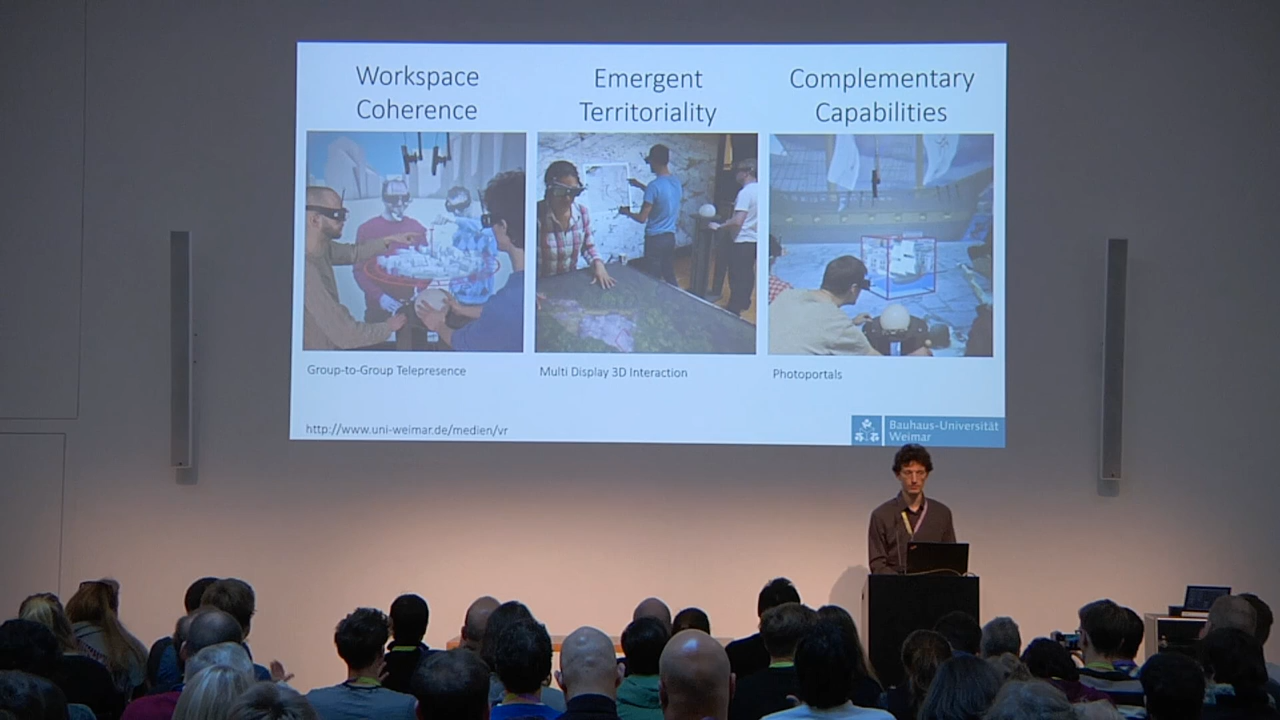 Workspace
Coherence
Emergent
Territoriality
Complementary
Capabilities
Group-to-Group Telepresence
Multi Display 3D Interaction
Photoportals
http://www.uni-weimar.de/medien/vr
Bauhaus-Universität
Weimar